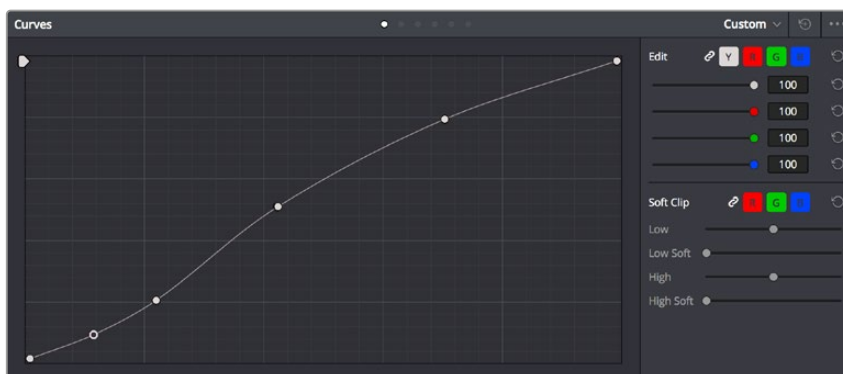 Curves
Custom
Edit Y R G B
100
100
100
100
Soft Clip R G B
Low
Low Soft
High
High Soft